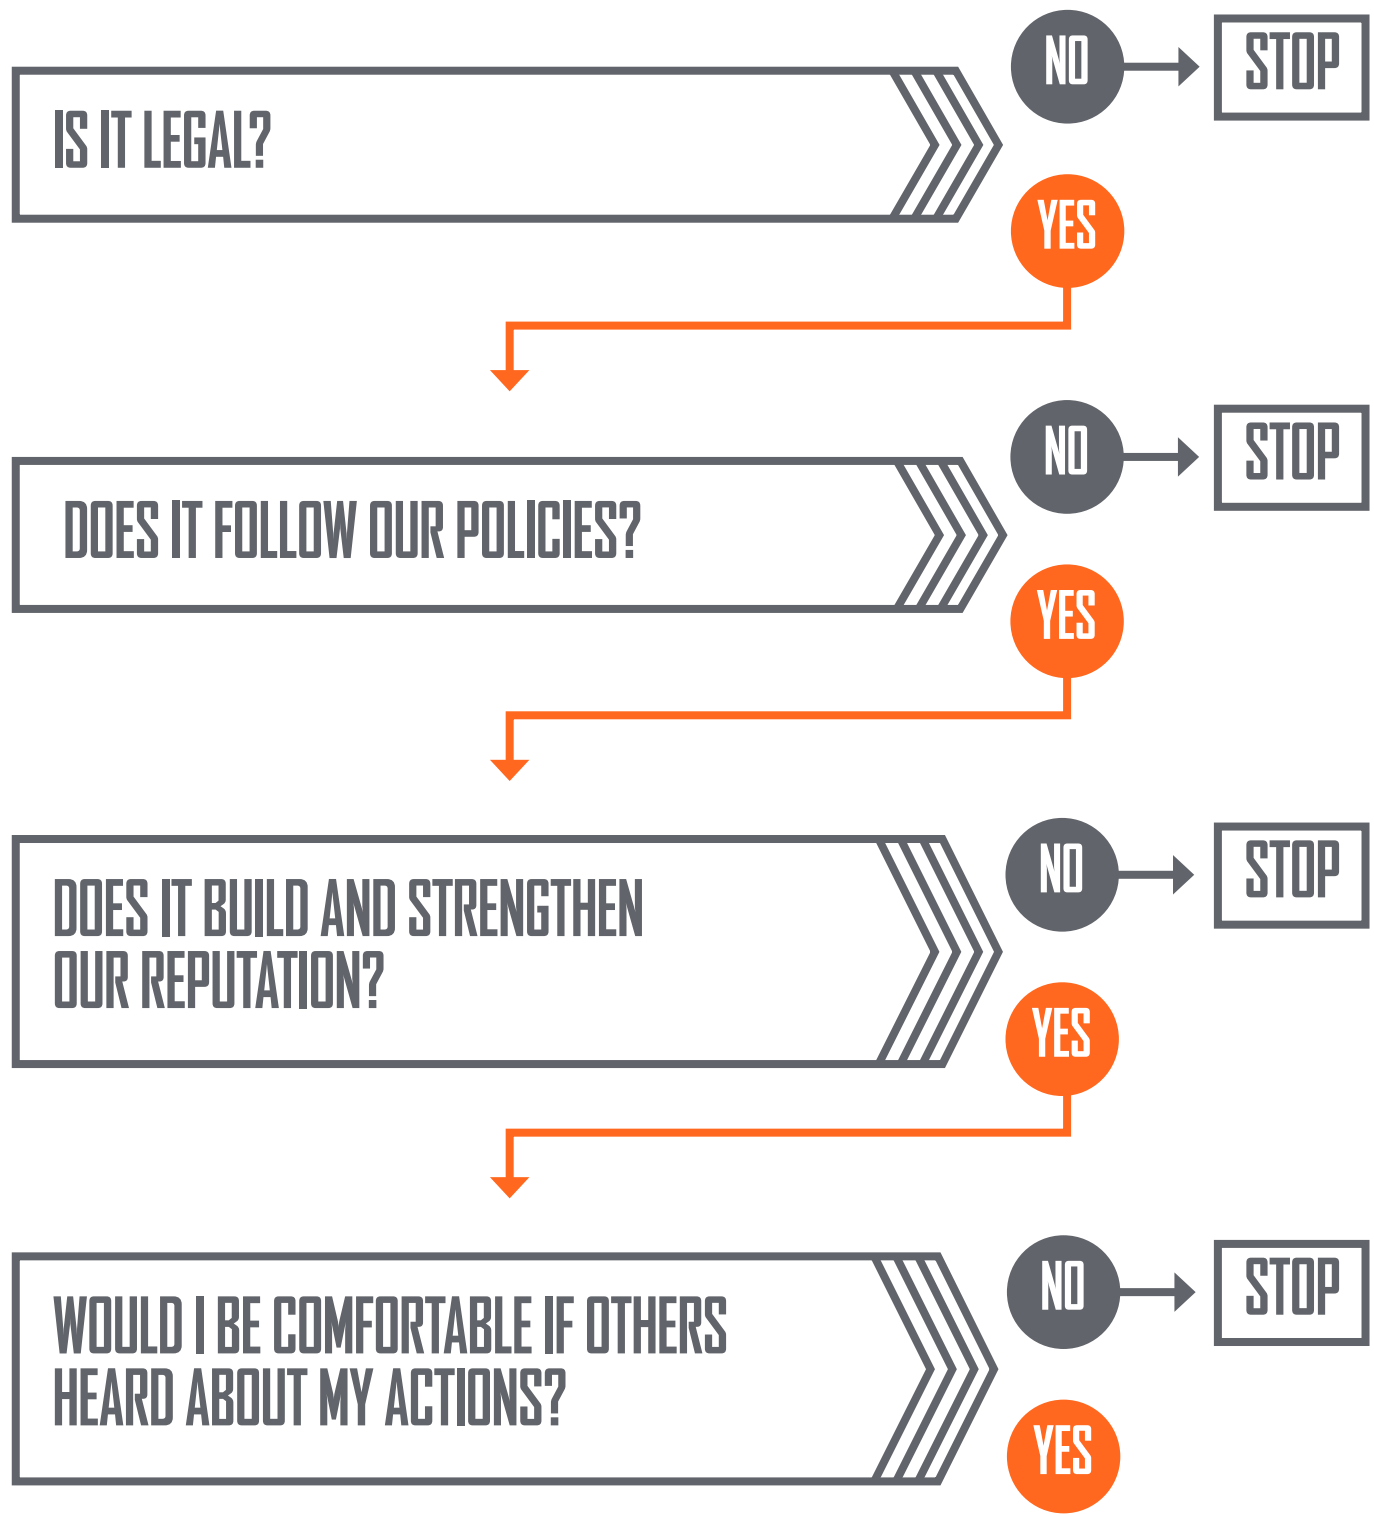 IS IT LEGAL?
NO
STOP
YES
DOES IT FOLLOW OUR POLICIES?
NO
STOP
YES
DOES IT BUILD AND STRENGTHEN
OUR REPUTATION?
NO
STOP
YES
WOULD I BE COMFORTABLE IF OTHERS
HEARD ABOUT MY ACTIONS?
NO
STOP
YES